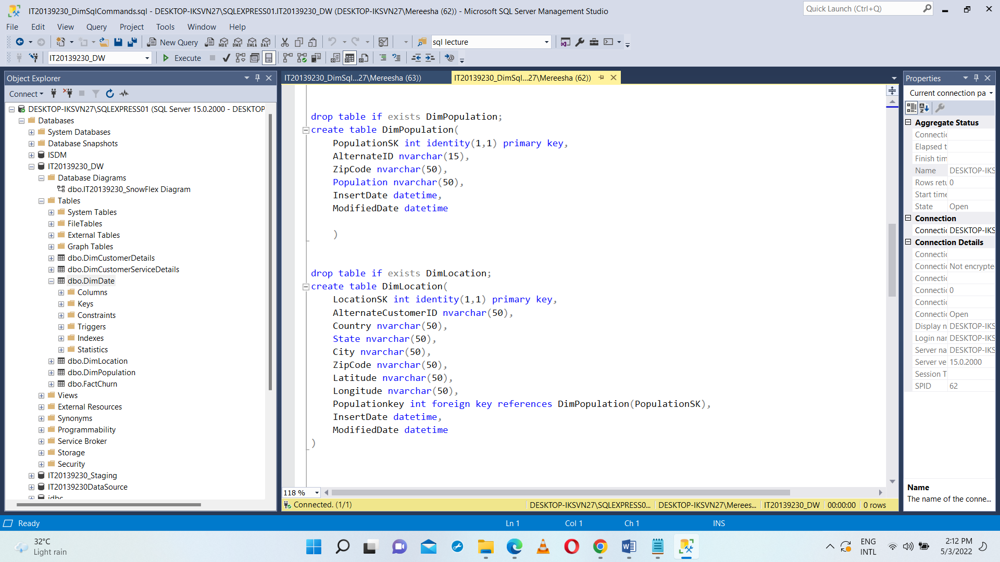 IT20139230_DimSqlCommands.sql - DESKTOP-IKSVN27\SQLEXPRESS01.IT20139230_DW (DESKTOP-IKSVN27\Mereesha (62)) - Microsoft SQL Server Management Studio
Quick Launch (Ctrl+Q)
File Edit View Query Project Tools Window Help
New Query MDX DMX XMLA DAX sql lecture
IT20139230_DW Execute
Object Explorer
Connect
DESKTOP-IKSVN27\SQLEXPRESS01 (SQL Server 15.0.2000 - DESKTOP
Databases
System Databases
Database Snapshots
ISDM
IT20139230_DW
Database Diagrams
dbo.IT20139230_SnowFlex Diagram
Tables
System Tables
FileTables
External Tables
Graph Tables
dbo.DimCustomerDetails
dbo.DimCustomerServiceDetails
dbo.DimDate
Columns
Keys
Constraints
Triggers
Indexes
Statistics
dbo.DimLocation
dbo.DimPopulation
dbo.FactChurn
Views
External Resources
Synonyms
Programmability
Service Broker
Storage
Security
IT20139230_Staging
IT20139230DataSource
IT20139230_DimSql...27\Mereesha (63))
IT20139230_DimSql...27\Mereesha (62))
drop table if exists DimPopulation;
create table DimPopulation(
PopulationSK int identity(1,1) primary key,
AlternateID nvarchar(15),
ZipCode nvarchar(50),
Population nvarchar(50),
InsertDate datetime,
ModifiedDate datetime
)
drop table if exists DimLocation;
create table DimLocation(
LocationSK int identity(1,1) primary key,
AlternateCustomerID nvarchar(50),
Country nvarchar(50),
State nvarchar(50),
City nvarchar(50),
ZipCode nvarchar(50),
Latitude nvarchar(50),
Longitude nvarchar(50),
Populationkey int foreign key references DimPopulation(PopulationSK),
InsertDate datetime,
ModifiedDate datetime
)
118 %
Connected. (1/1)
DESKTOP-IKSVN27\SQLEXPRESS0... DESKTOP-IKSVN27\Merees... IT20139230_DW 00:00:00 0 rows
Properties
Current connection pa
Aggregate Status
Connectic
Elapsed t
Finish tim
Name DESKTOP-IKS
Rows retu 0
Start time
State Open
Connection
Connectic DESKTOP-IKS
Connection Details
Connectic
Connectic Not encrypte
Connectic
Connectic 0
Connectic
Connectic Open
Display n DESKTOP-IKS
Login nar DESKTOP-IKS
Server na DESKTOP-IKS
Server ve 15.0.2000
Session T
SPID 62
Name
The name of the conne...
Ready Ln 1 Col 1 Ch 1 INS
32°C
Light rain
ENG
INTL
2:12 PM
5/3/2022